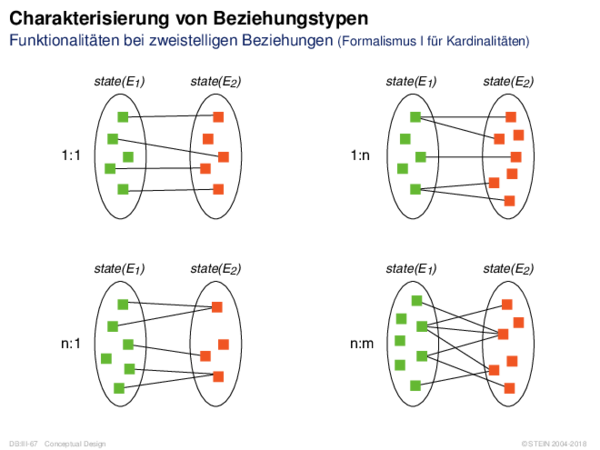 Charakterisierung von Beziehungstypen
Funktionalitäten bei zweistelligen Beziehungen (Formalismus I für Kardinalitäten)
state(E1) state(E2) state(E1) state(E2)
1:1 1:n
state(E1) state(E2) state(E1) state(E2)
n:1 n:m
DB:III-67 Conceptual Design © STEIN 2004-2018